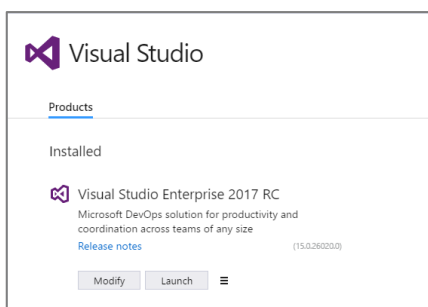 Visual Studio
Products
Installed
Visual Studio Enterprise 2017 RC
Microsoft DevOps solution for productivity and
coordination across teams of any size
Release notes (15.0.26020.0)
Modify Launch